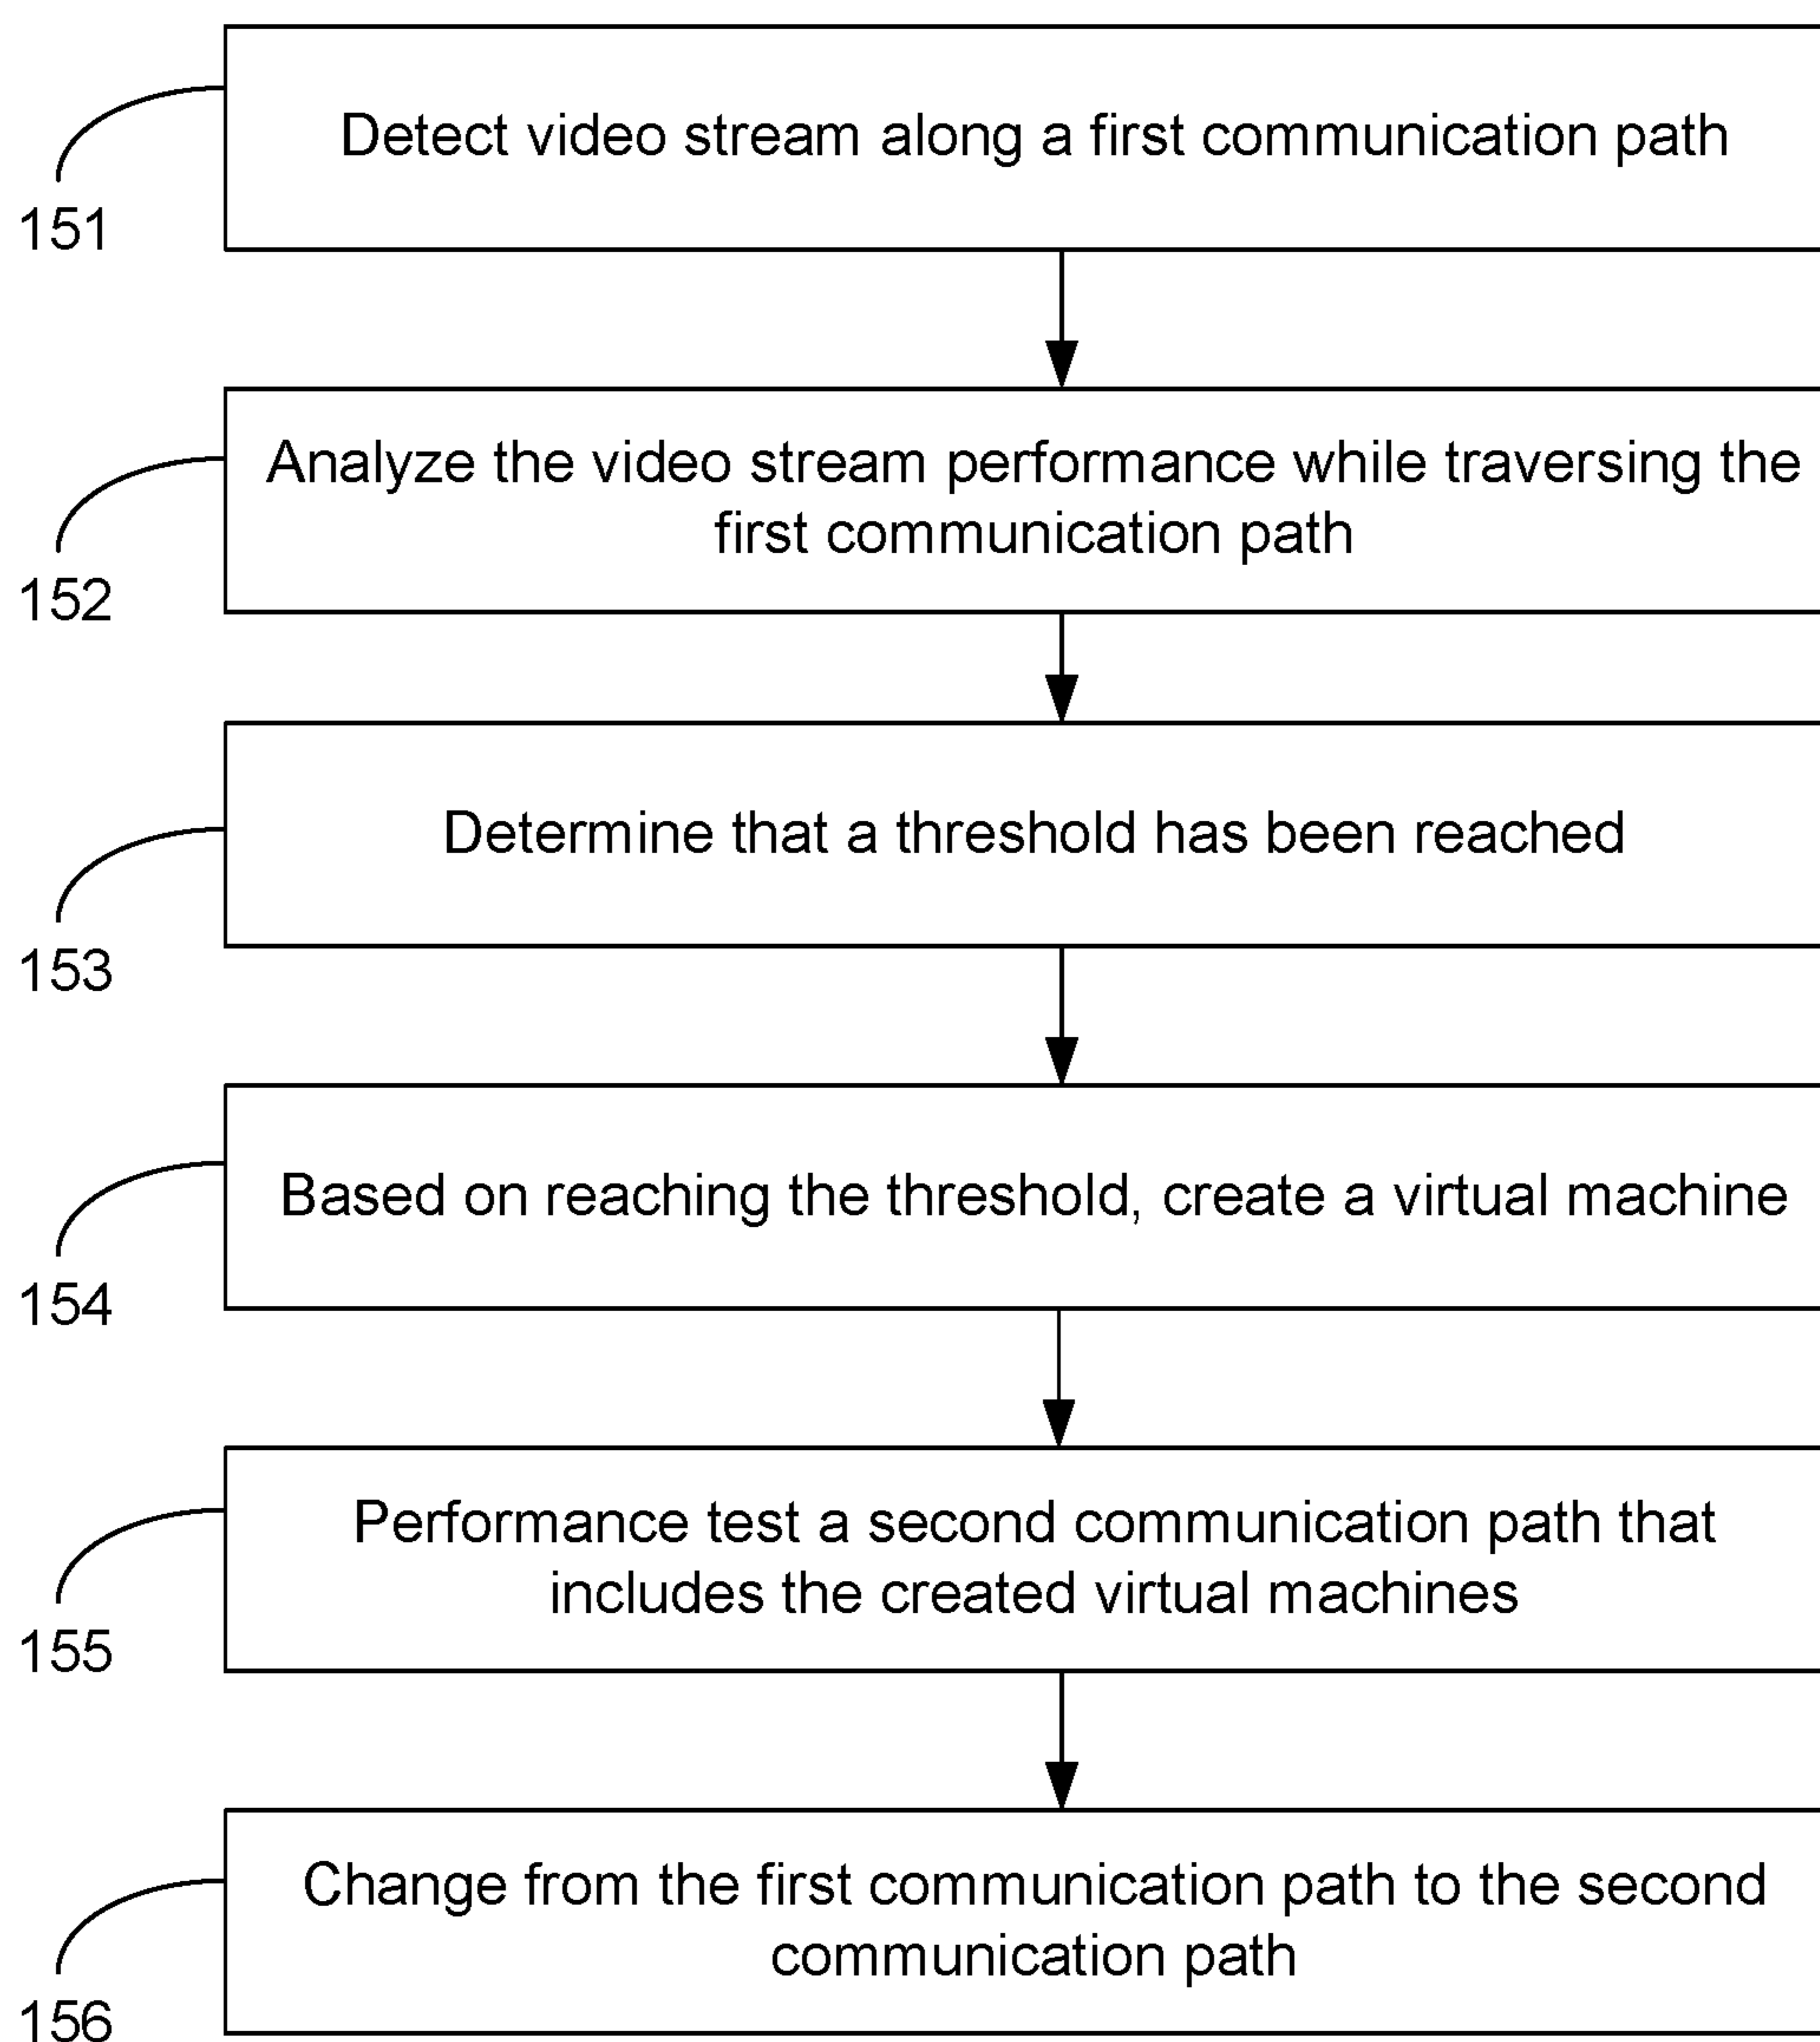 Detect video stream along a first communication path
151
Analyze the video stream performance while traversing the
first communication path
152
Determine that a threshold has been reached
153
Based on reaching the threshold, create a virtual machine
154
Performance test a second communication path that
includes the created virtual machines
155
Change from the first communication path to the second
communication path
156